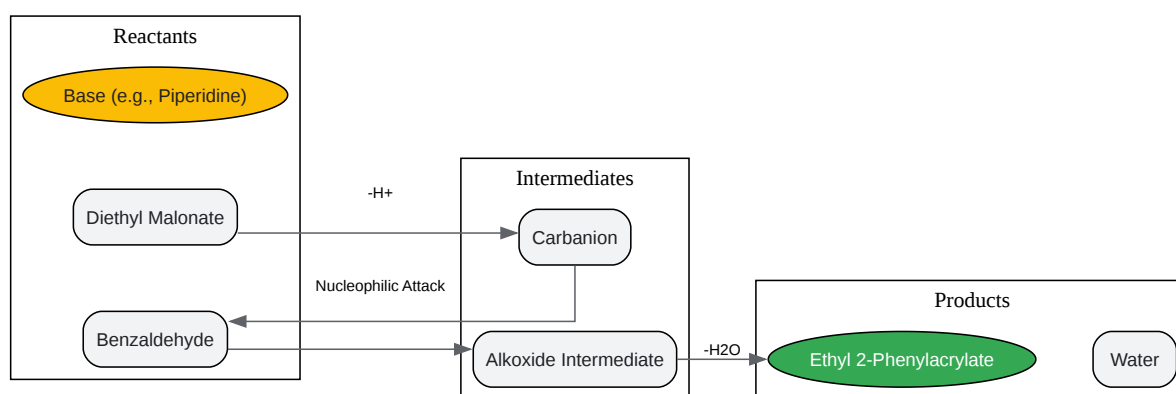 Reactants
Base (e.g., Piperidine)
Diethyl Malonate
Benzaldehyde
-H+
Nucleophilic Attack
Intermediates
Carbanion
Alkoxide Intermediate
-H2O
Products
Ethyl 2-Phenylacrylate
Water